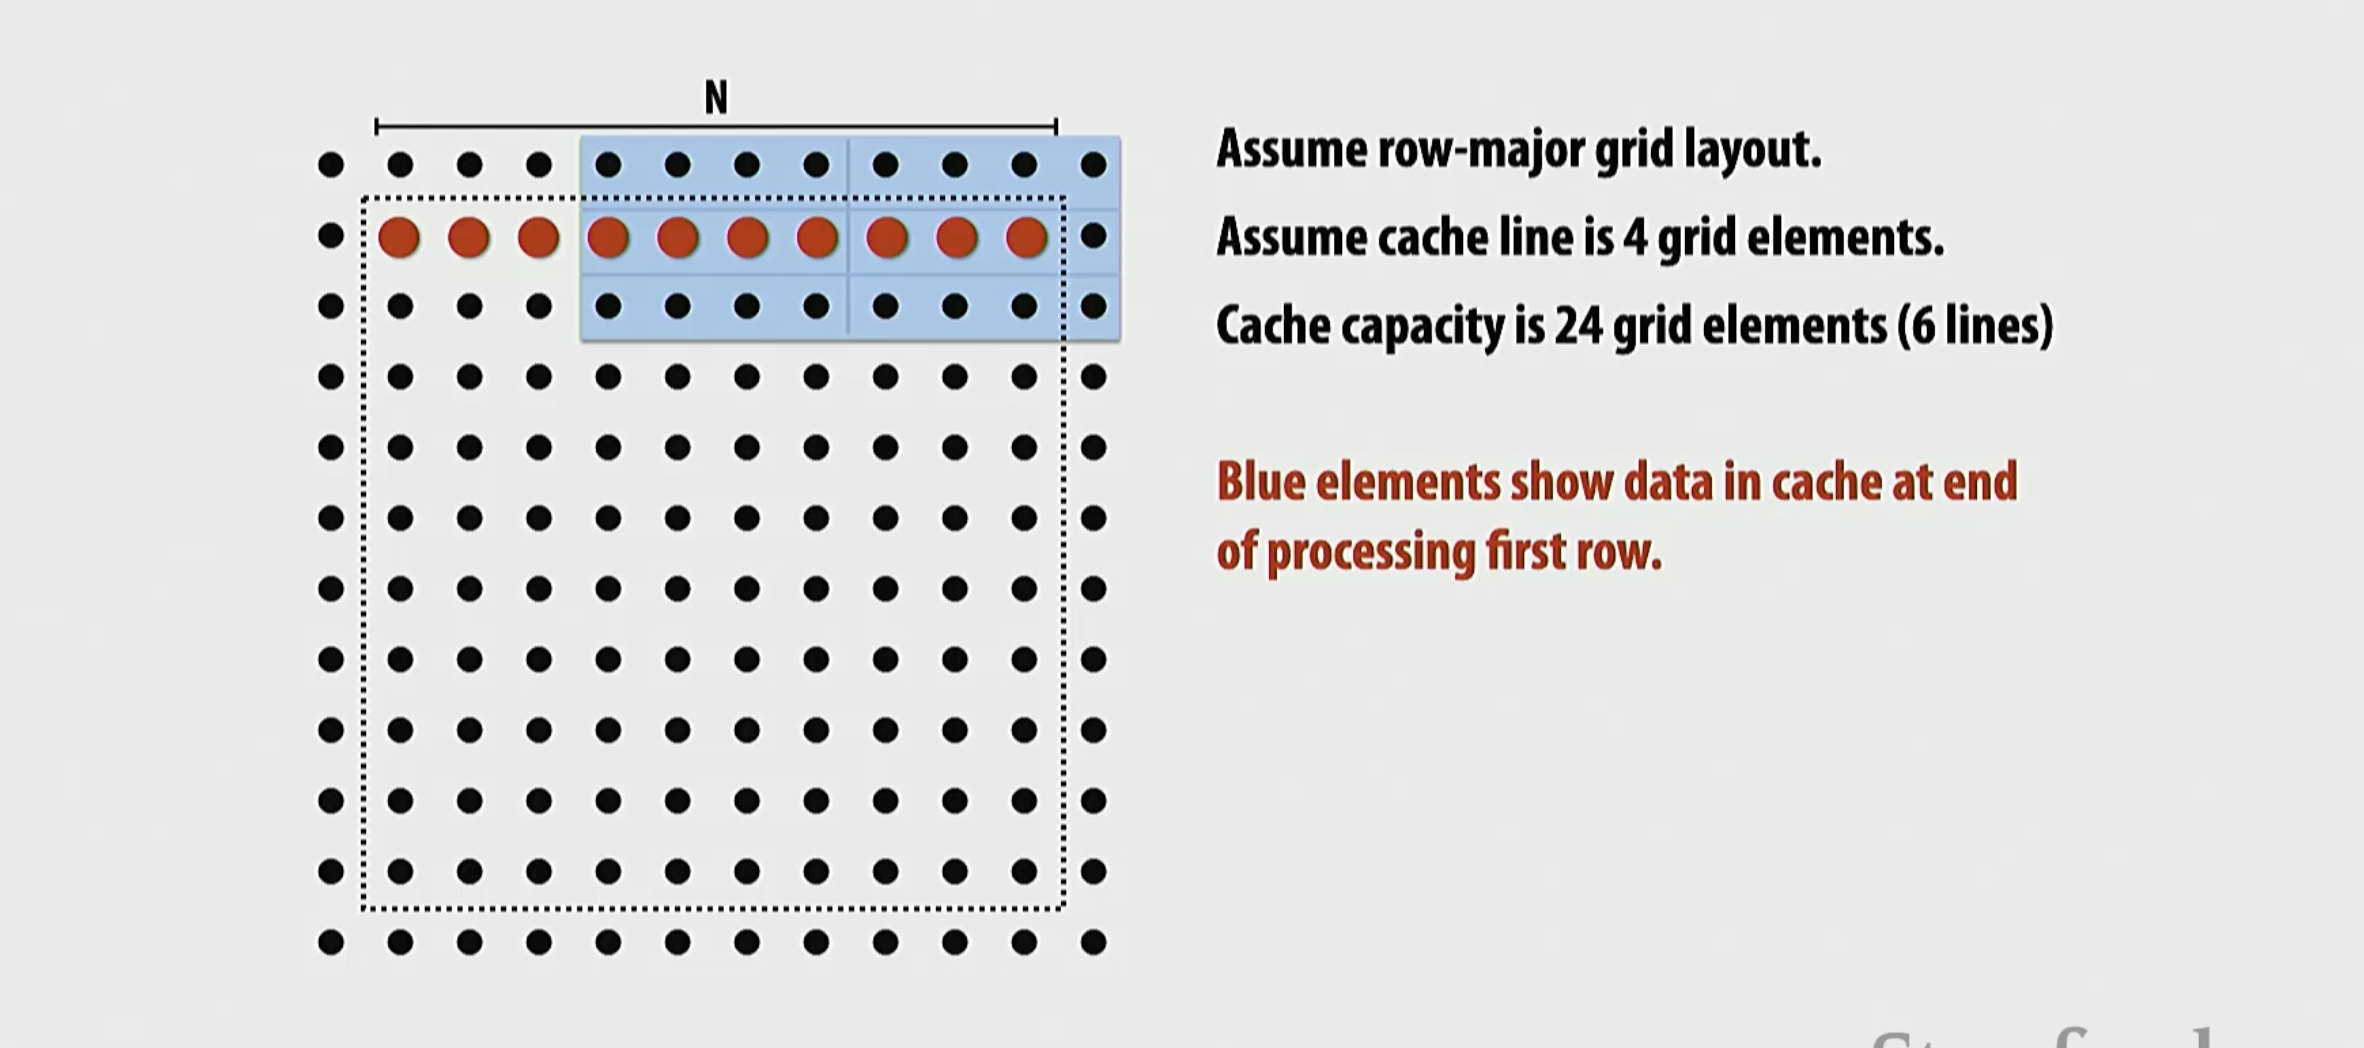 N
Assume row-major grid layout.
Assume cache line is 4 grid elements.
Cache capacity is 24 grid elements (6 lines)
Blue elements show data in cache at end
of processing first row.